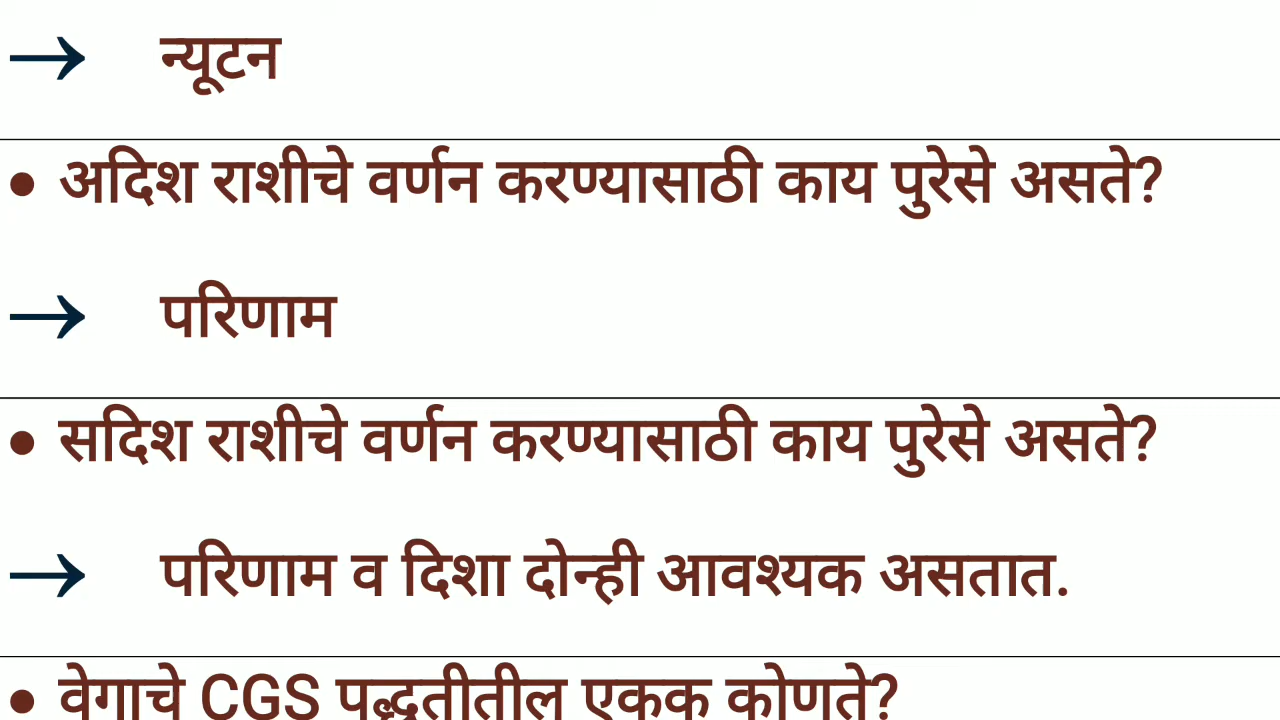 → न्यूटन
• अदिश राशीचे वर्णन करण्यासाठी काय पुरेसे असते?
→ परिणाम
• सदिश राशीचे वर्णन करण्यासाठी काय पुरेसे असते?
→ परिणाम व दिशा दोन्ही आवश्यक असतात.
• वेगाचे CGS पद्धतीतील एकक कोणते?